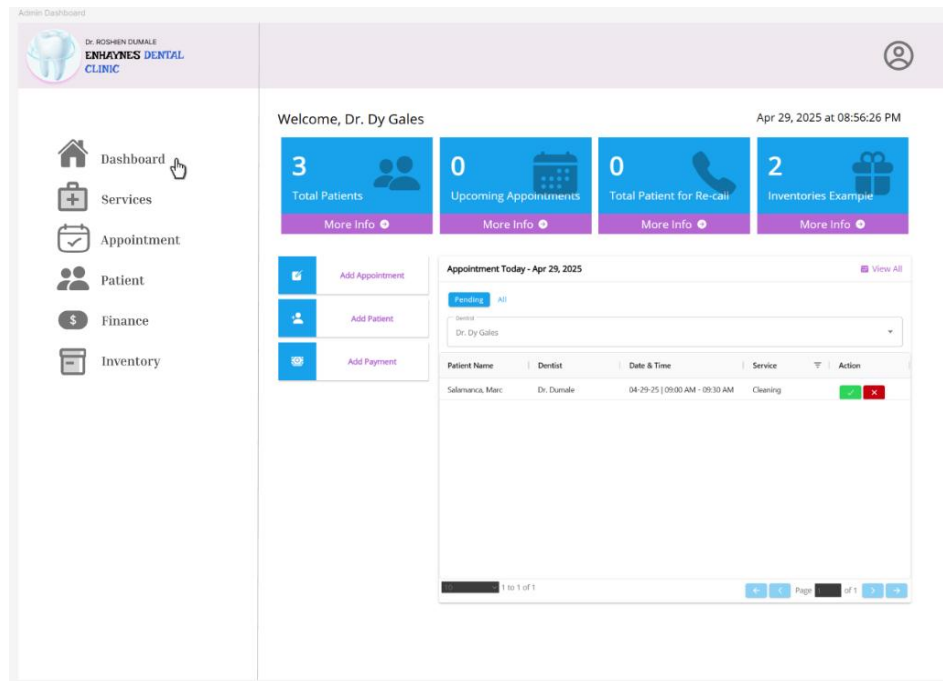 Admin Dashboard
Dr. ROSHIEN DUMALE
ENHAYNES DENTAL
CLINIC
Dashboard
Services
Appointment
Patient
Finance
Inventory
Welcome, Dr. Dy Gales
Apr 29, 2025 at 08:56:26 PM
3
Total Patients
More Info
0
Upcoming Appointments
More Info
0
Total Patient for Re-call
More Info
2
Inventories Example
More Info
Add Appointment
Add Patient
Add Payment
Appointment Today - Apr 29, 2025
View All
Pending All
Dentist
Dr. Dy Gales
Patient Name Dentist Date & Time Service Action
Salamanca, Marc Dr. Dumale 04-29-25 | 09:00 AM - 09:30 AM Cleaning
1 to 1 of 1
Page 1 of 1